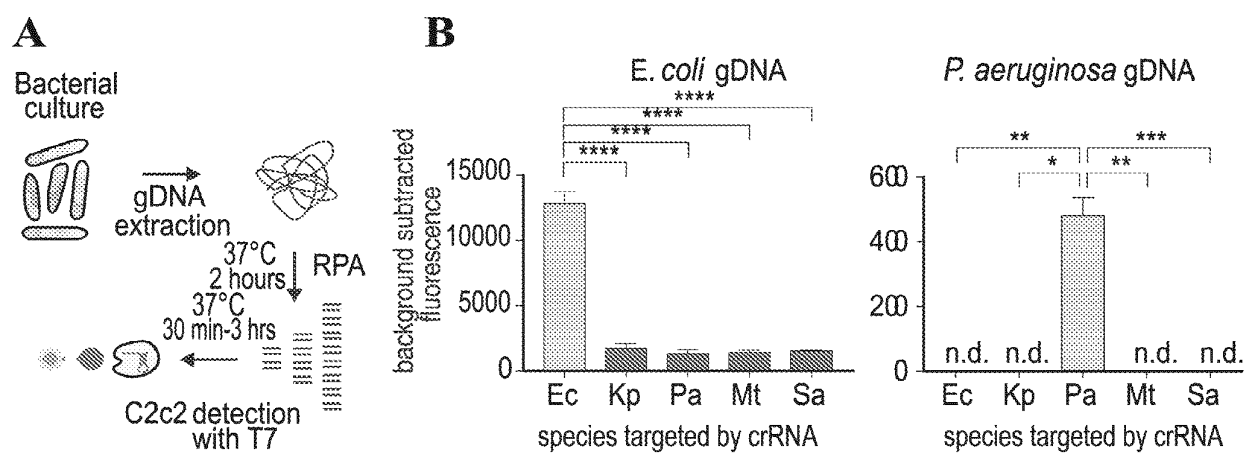 A
Bacterial
culture
gDNA
extraction
37°C
2 hours
RPA
37°C
30 min-3 hrs
C2c2 detection
with T7
B
E. coli gDNA
****
****
****
****
background subtracted
fluorescence
15000
10000
5000
0
Ec Kp Pa Mt Sa
species targeted by crRNA
P. aeruginosa gDNA
** ***
* **
600
400
200
0
n.d. n.d. n.d. n.d.
Ec Kp Pa Mt Sa
species targeted by crRNA